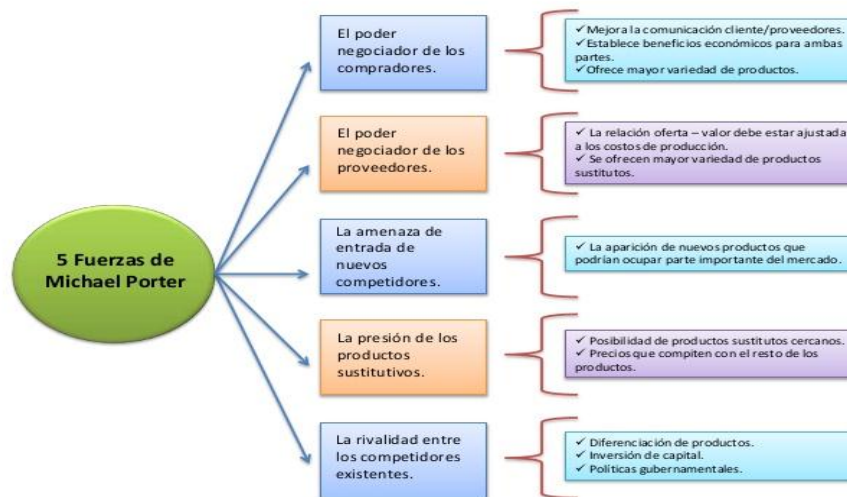 5 Fuerzas de
Michael Porter
El poder
negociador de los
compradores.
✓ Mejora la comunicación cliente/proveedores.
✓ Establece beneficios económicos para ambas
partes.
✓ Ofrece mayor variedad de productos.
El poder
negociador de los
proveedores.
✓ La relación oferta – valor debe estar ajustada
a los costos de producción.
✓ Se ofrecen mayor variedad de productos
sustitutos.
La amenaza de
entrada de
nuevos
competidores.
✓ La aparición de nuevos productos que
podrían ocupar parte importante del mercado.
La presión de los
productos
sustitutivos.
✓ Posibilidad de productos sustitutos cercanos.
✓ Precios que compiten con el resto de los
productos.
La rivalidad entre
los competidores
existentes.
✓ Diferenciación de productos.
✓ Inversión de capital.
✓ Políticas gubernamentales.